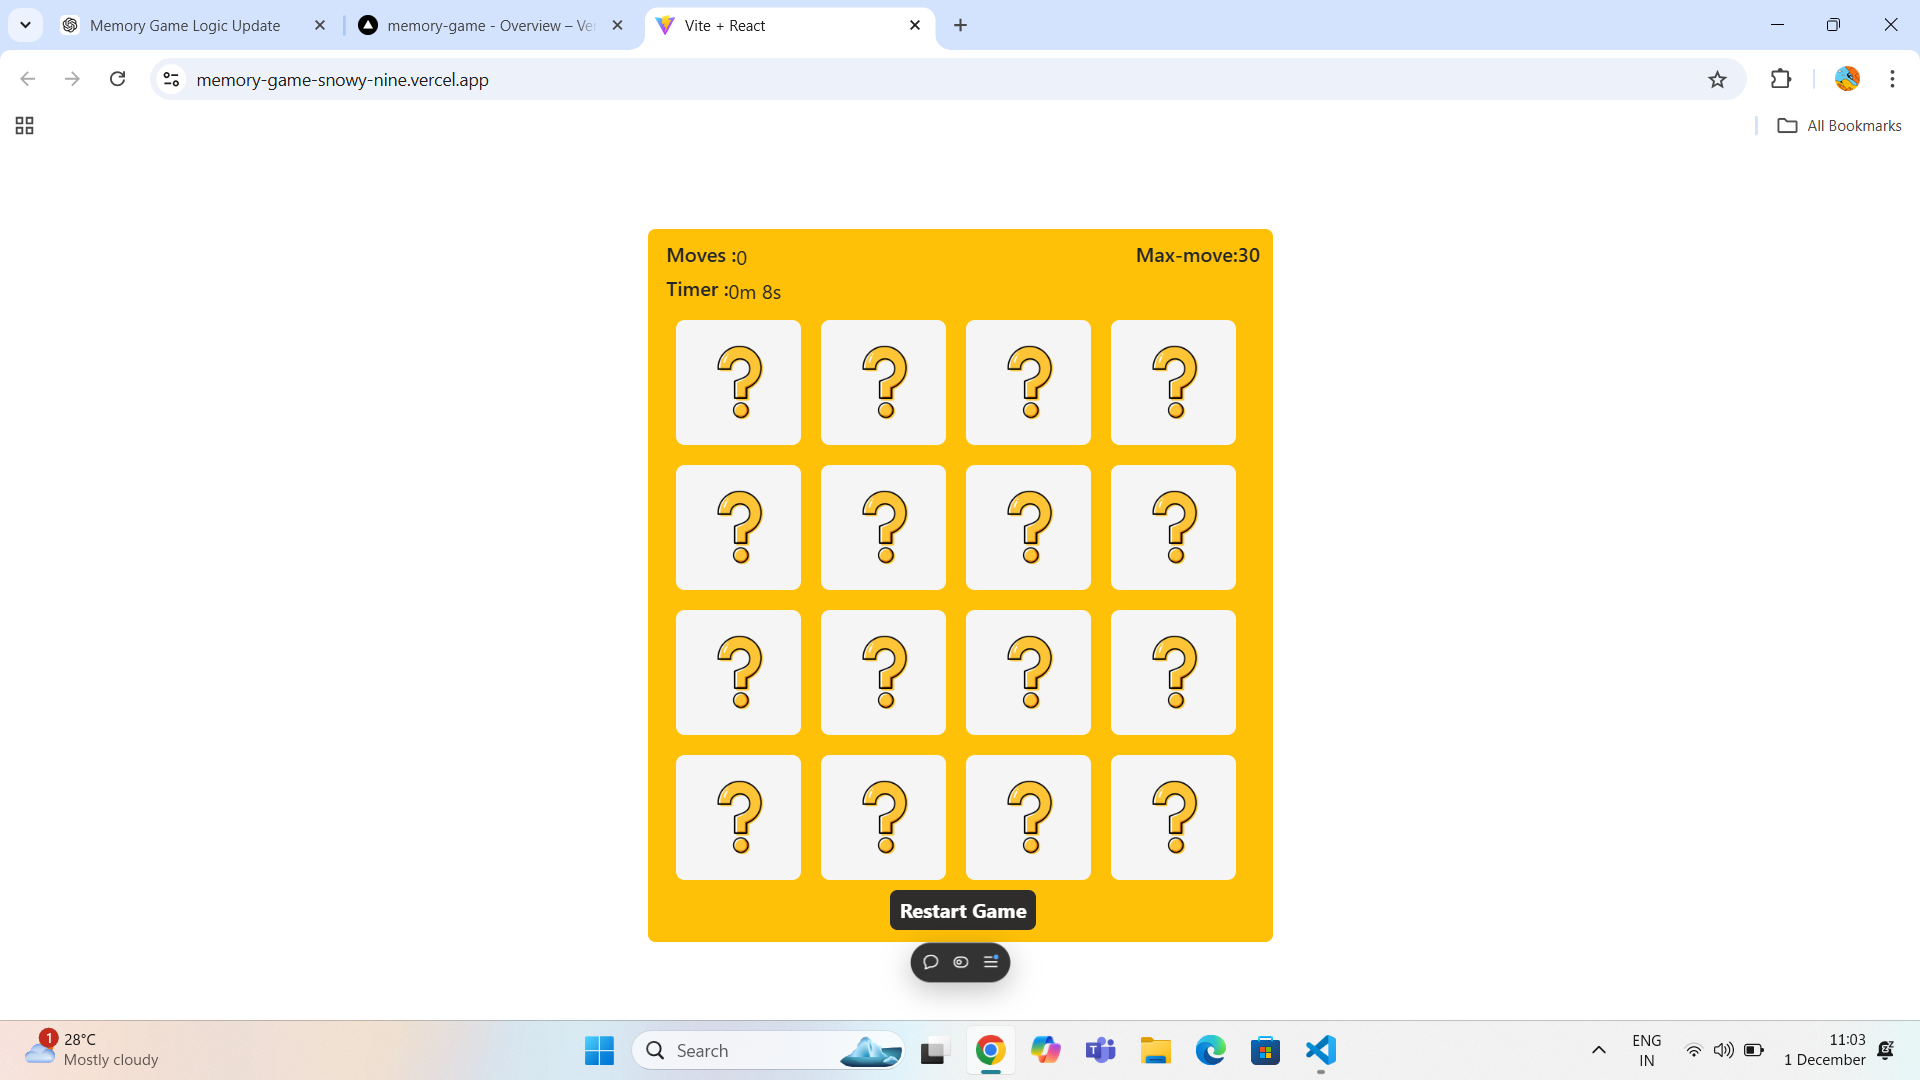 Memory Game Logic Update
memory-game - Overview – Ve
Vite + React
memory-game-snowy-nine.vercel.app
All Bookmarks
Moves :0
Max-move:30
Timer :0m 8s
? ? ? ?
? ? ? ?
? ? ? ?
? ? ? ?
Restart Game
1
28°C
Mostly cloudy
Search
ENG
IN
11:03
1 December